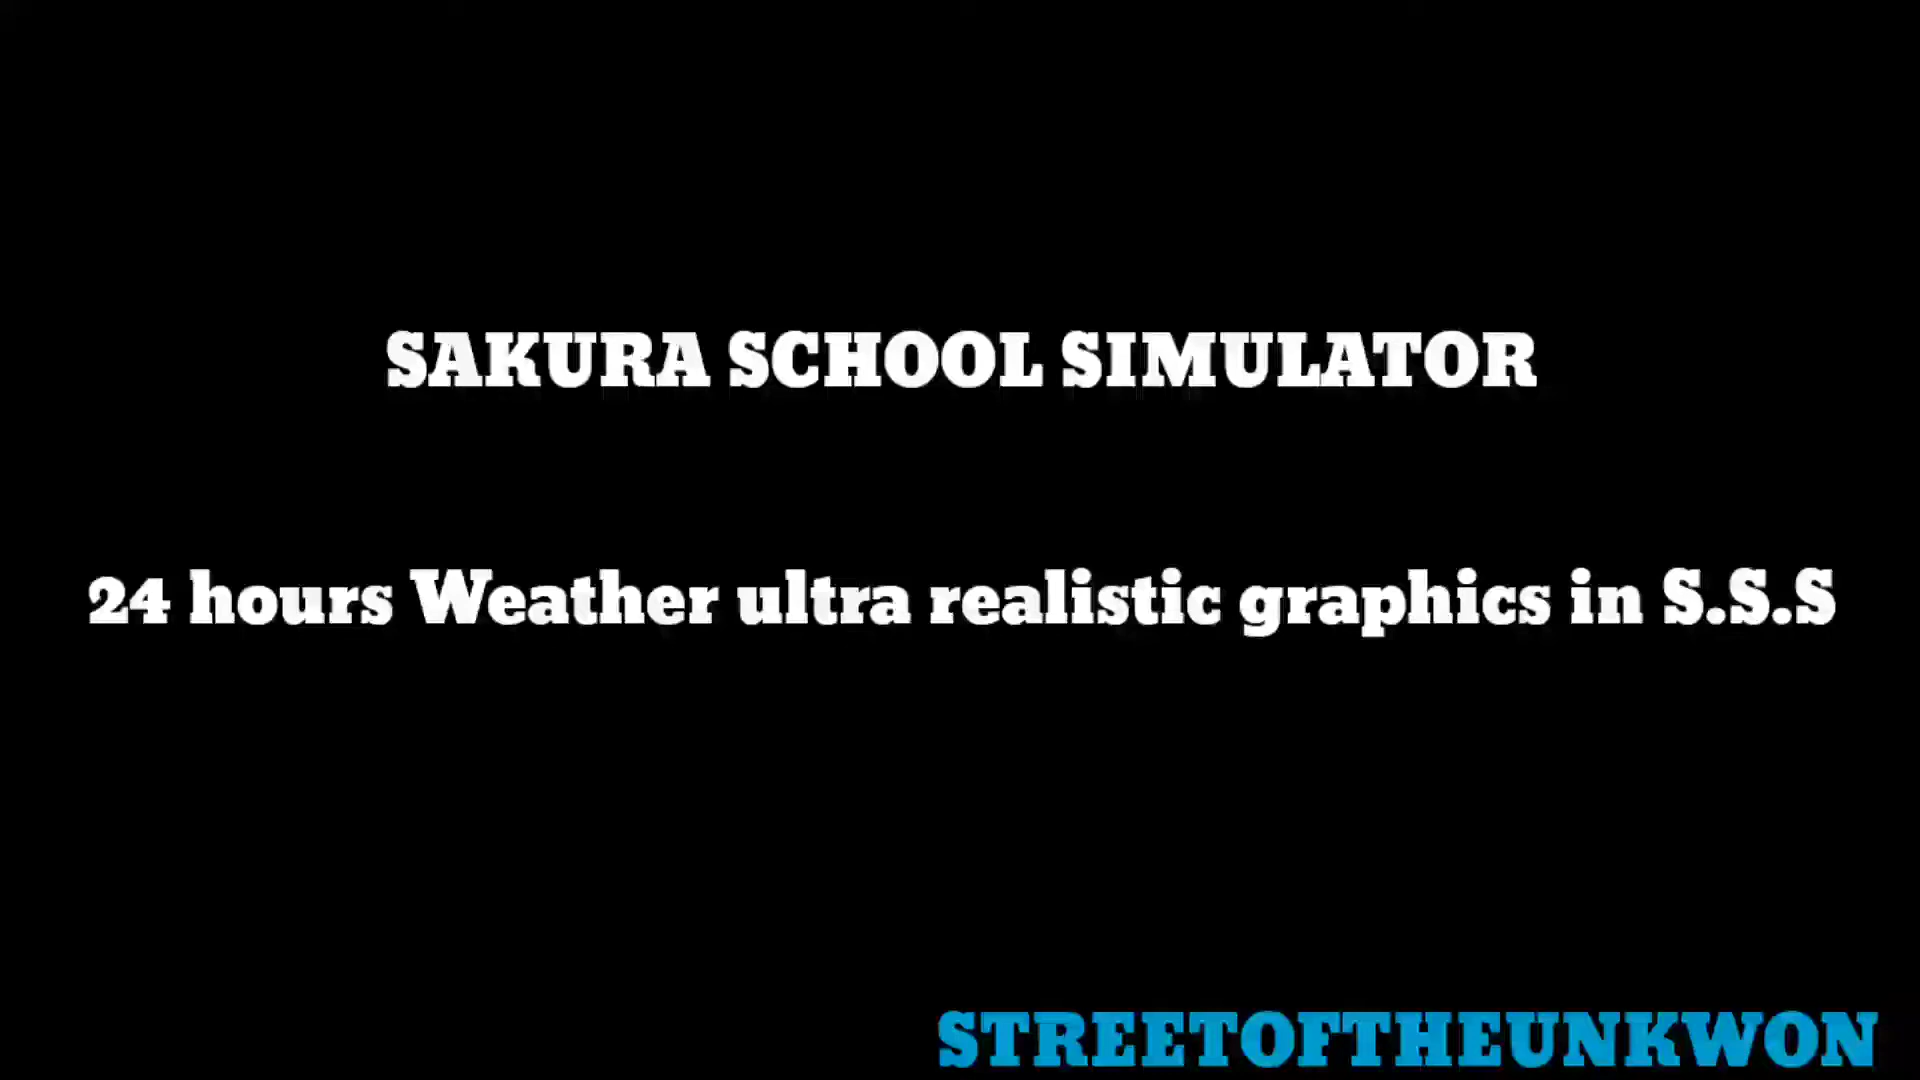 SAKURA SCHOOL SIMULATOR
24 hours Weather ultra realistic graphics in S.S.S
STREETOFTHEUNKWON